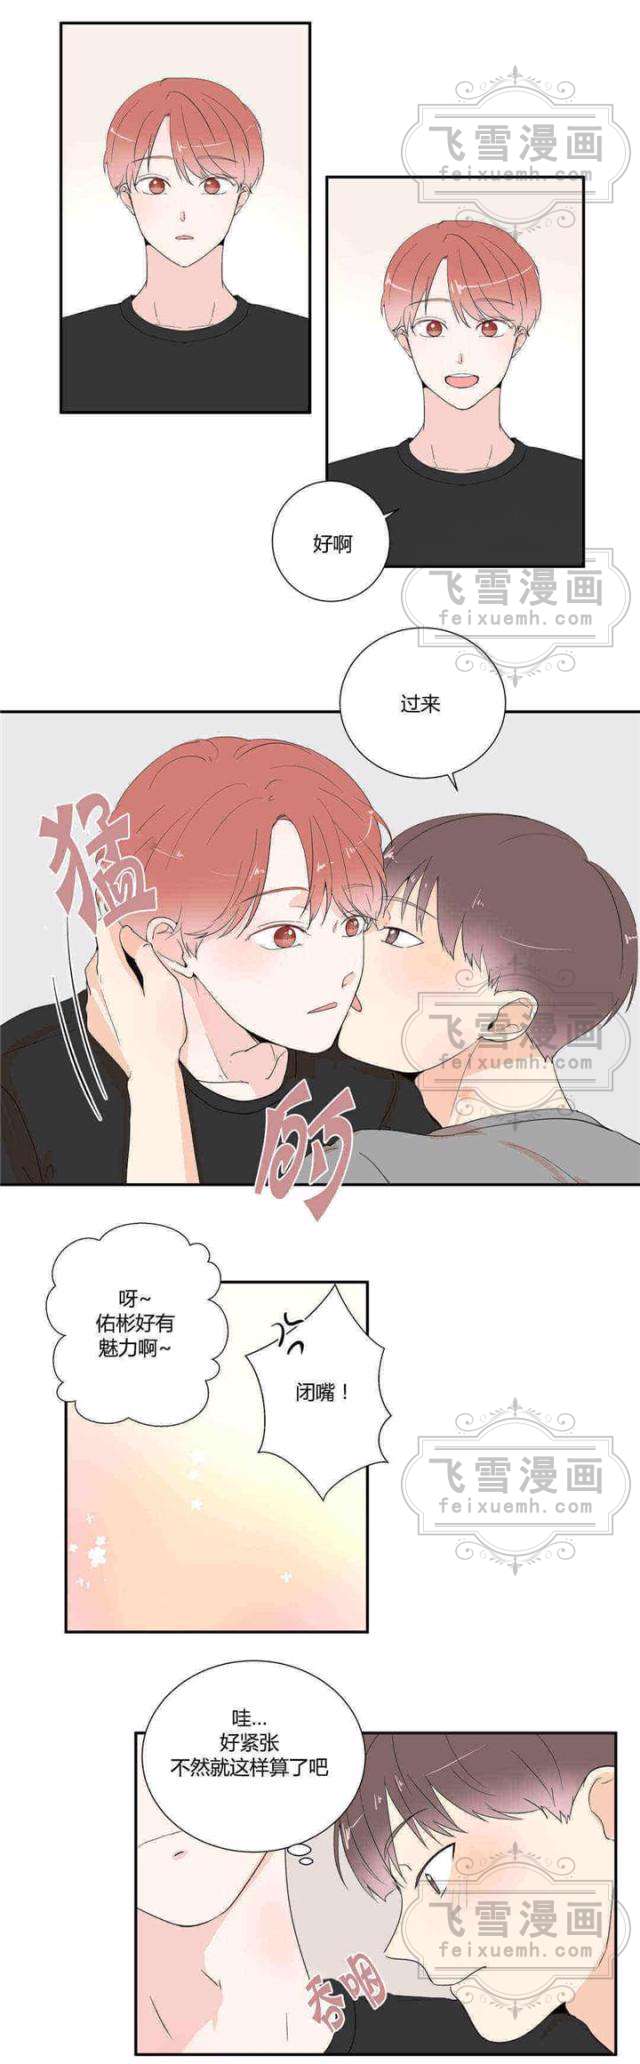 飞雪漫画
feixuemh.com
好啊
飞雪漫画
feixuemh.com
过来
猛
飞雪漫画
feixuemh.com
的
呀~
佑彬好有
魅力啊~
闭嘴！
飞雪漫画
feixuemh.com
哇...
好紧张
不然就这样算了吧
飞雪漫画
feixuemh.com
吞咽